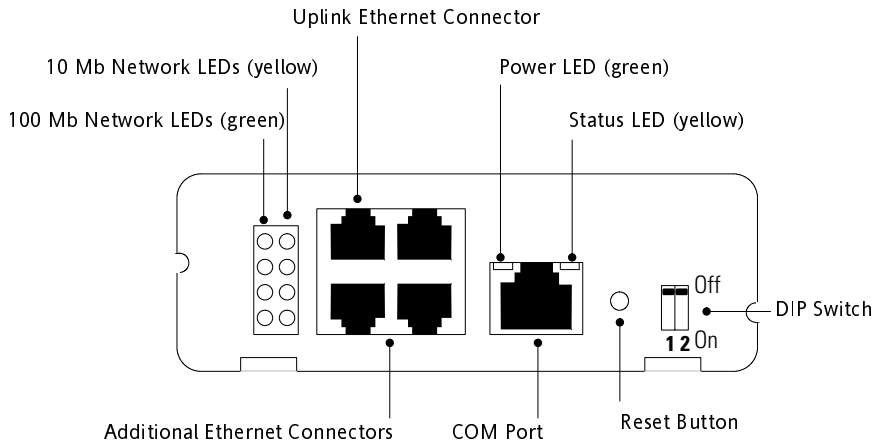 Uplink Ethernet Connector
10 Mb Network LEDs (yellow)
Power LED (green)
100 Mb Network LEDs (green)
Status LED (yellow)
Off
DIP Switch
1 2 On
Reset Button
Additional Ethernet Connectors
COM Port